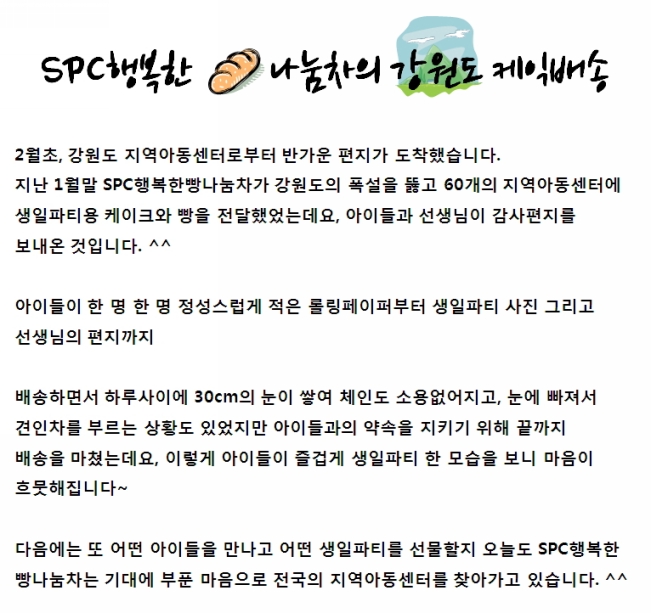 SPC행복한 나눔차의 강원도 케익배송
2월초, 강원도 지역아동센터로부터 반가운 편지가 도착했습니다.
지난 1월말 SPC행복한빵나눔차가 강원도의 폭설을 뚫고 60개의 지역아동센터에
생일파티용 케이크와 빵을 전달했었는데요, 아이들과 선생님이 감사편지를
보내온 것입니다. ^^
아이들이 한 명 한 명 정성스럽게 적은 롤링페이퍼부터 생일파티 사진 그리고
선생님의 편지까지
배송하면서 하루사이에 30cm의 눈이 쌓여 체인도 소용없어지고, 눈에 빠져서
견인차를 부르는 상황도 있었지만 아이들과의 약속을 지키기 위해 끝까지
배송을 마쳤는데요, 이렇게 아이들이 즐겁게 생일파티 한 모습을 보니 마음이
흐뭇해집니다~
다음에는 또 어떤 아이들을 만나고 어떤 생일파티를 선물할지 오늘도 SPC행복한
빵나눔차는 기대에 부푼 마음으로 전국의 지역아동센터를 찾아가고 있습니다. ^^